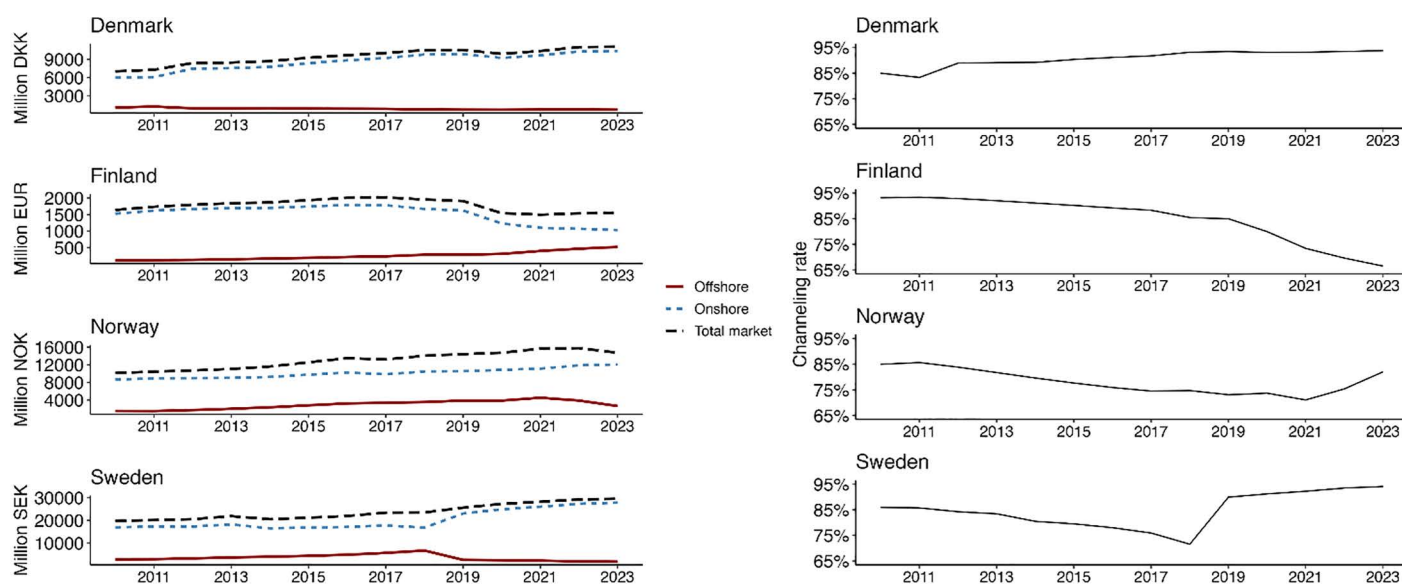 Denmark
Million DKK
9000
6000
3000
2011 2013 2015 2017 2019 2021 2023
Finland
Million EUR
2000
1500
1000
500
2011 2013 2015 2017 2019 2021 2023
Norway
Million NOK
16000
12000
8000
4000
2011 2013 2015 2017 2019 2021 2023
Sweden
Million SEK
30000
20000
10000
2011 2013 2015 2017 2019 2021 2023
Offshore
Onshore
Total market
Channeling rate
Denmark
95%
85%
75%
65%
2011 2013 2015 2017 2019 2021 2023
Finland
95%
85%
75%
65%
2011 2013 2015 2017 2019 2021 2023
Norway
95%
85%
75%
65%
2011 2013 2015 2017 2019 2021 2023
Sweden
95%
85%
75%
65%
2011 2013 2015 2017 2019 2021 2023